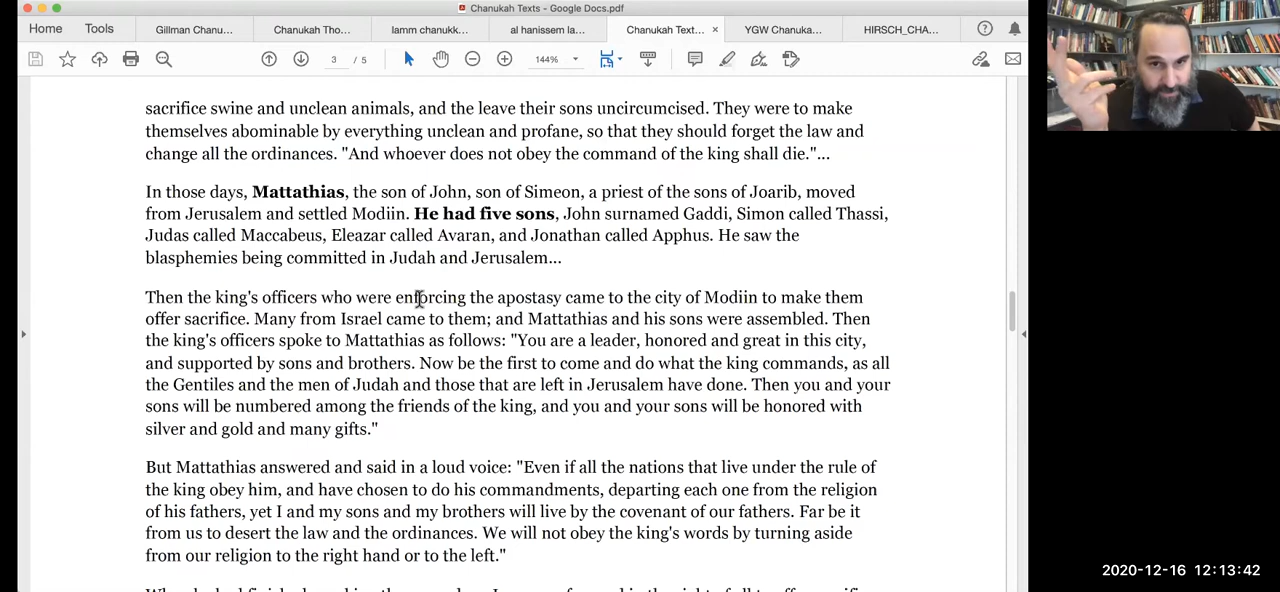 Chanukah Texts - Google Docs.pdf
Home Tools Gillman Chanu... Chanukah Tho... lamm chanukk... al hanissem la... Chanukah Text... × YGW Chanuka... HIRSCH_CHA...
3 / 5 144%
sacrifice swine and unclean animals, and the leave their sons uncircumcised. They were to make
themselves abominable by everything unclean and profane, so that they should forget the law and
change all the ordinances. "And whoever does not obey the command of the king shall die."...
In those days, Mattathias, the son of John, son of Simeon, a priest of the sons of Joarib, moved
from Jerusalem and settled Modiin. He had five sons, John surnamed Gaddi, Simon called Thassi,
Judas called Maccabeus, Eleazar called Avaran, and Jonathan called Apphus. He saw the
blasphemies being committed in Judah and Jerusalem...
Then the king's officers who were enforcing the apostasy came to the city of Modiin to make them
offer sacrifice. Many from Israel came to them; and Mattathias and his sons were assembled. Then
the king's officers spoke to Mattathias as follows: "You are a leader, honored and great in this city,
and supported by sons and brothers. Now be the first to come and do what the king commands, as all
the Gentiles and the men of Judah and those that are left in Jerusalem have done. Then you and your
sons will be numbered among the friends of the king, and you and your sons will be honored with
silver and gold and many gifts."
But Mattathias answered and said in a loud voice: "Even if all the nations that live under the rule of
the king obey him, and have chosen to do his commandments, departing each one from the religion
of his fathers, yet I and my sons and my brothers will live by the covenant of our fathers. Far be it
from us to desert the law and the ordinances. We will not obey the king's words by turning aside
from our religion to the right hand or to the left."
2020-12-16 12:13:42